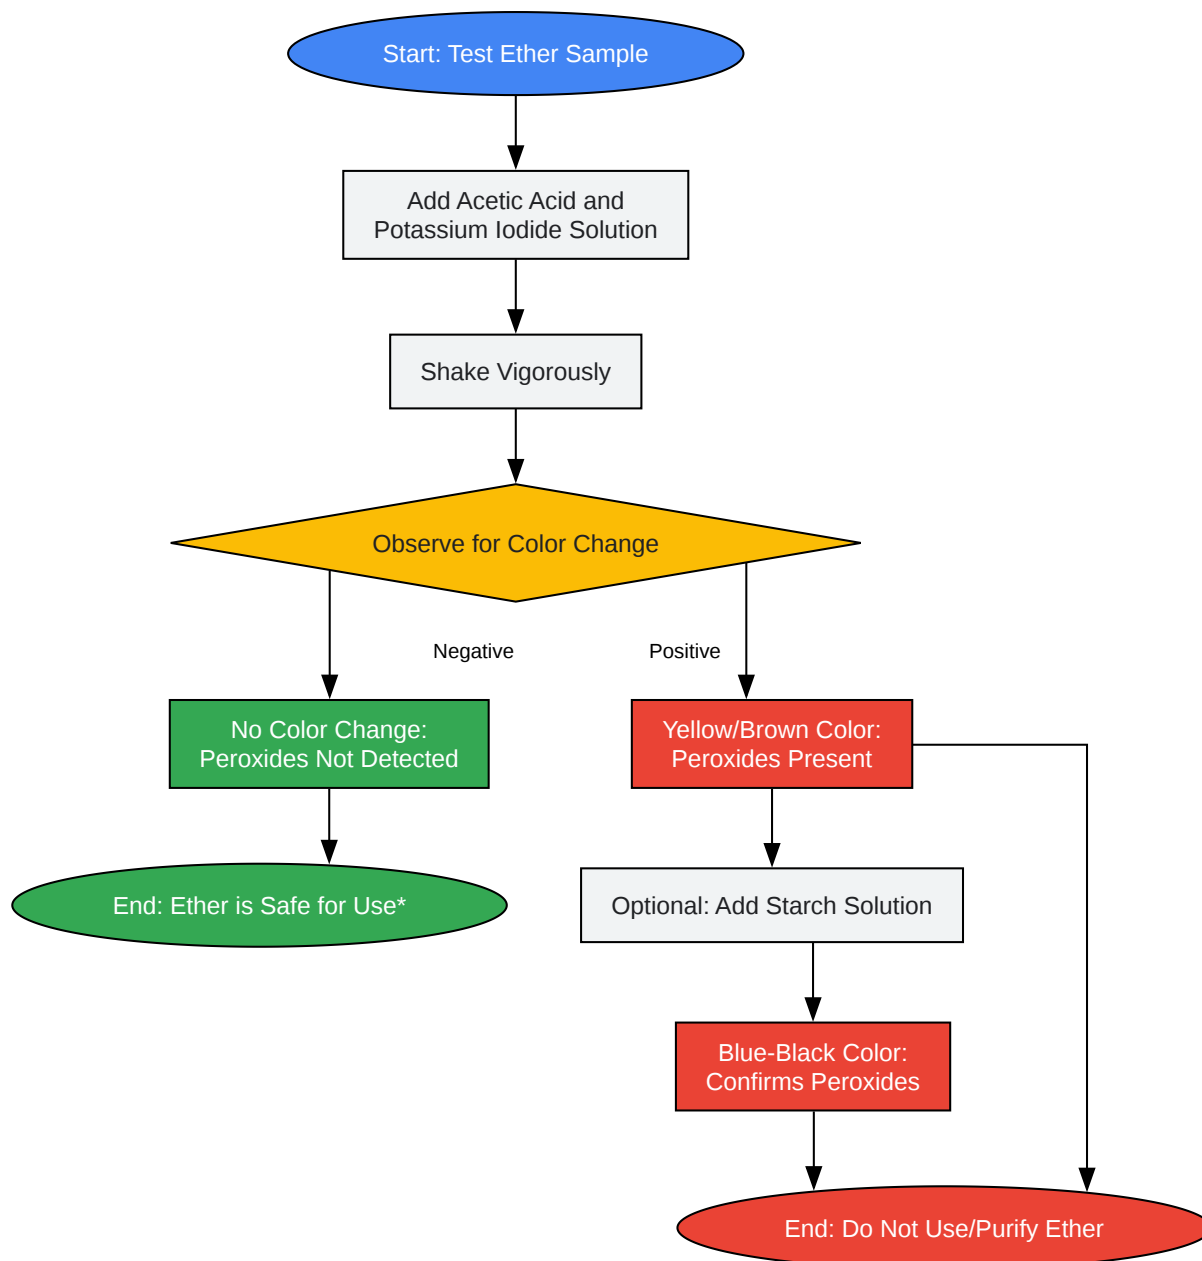 Start: Test Ether Sample
Add Acetic Acid and
Potassium Iodide Solution
Shake Vigorously
Observe for Color Change
Negative
Positive
No Color Change:
Peroxides Not Detected
Yellow/Brown Color:
Peroxides Present
End: Ether is Safe for Use*
Optional: Add Starch Solution
Blue-Black Color:
Confirms Peroxides
End: Do Not Use/Purify Ether